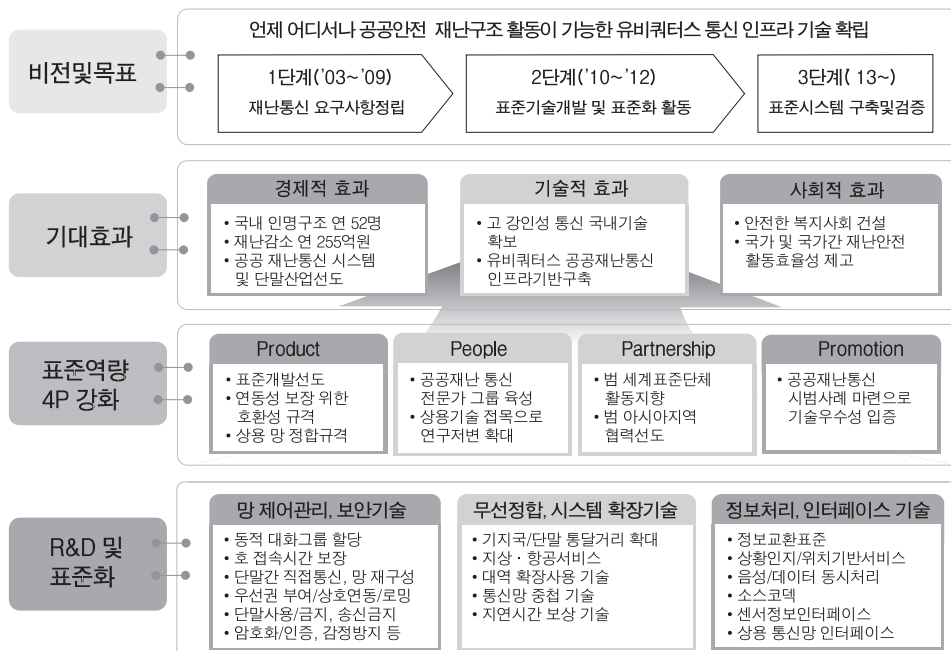 비전및목표
언제 어디서나 공공안전 재난구조 활동이 가능한 유비쿼터스 통신 인프라 기술 확립
1단계('03~'09)
재난통신 요구사항정립
2단계('10~'12)
표준기술개발 및 표준화 활동
3단계( 13~)
표준시스템 구축및검증
기대효과
경제적 효과
• 국내 인명구조 연 52명
• 재난감소 연 255억원
• 공공 재난통신 시스템
및 단말산업선도
기술적 효과
• 고 강인성 통신 국내기술
확보
• 유비쿼터스 공공재난통신
인프라기반구축
사회적 효과
• 안전한 복지사회 건설
• 국가 및 국가간 재난안전
활동효율성 제고
표준역량
4P 강화
Product
• 표준개발선도
• 연동성 보장 위한
호환성 규격
• 상용 망 정합규격
People
• 공공재난 통신
전문가 그룹 육성
• 상용기술 접목으로
연구저변 확대
Partnership
• 범 세계표준단체
활동지향
• 범 아시아지역
협력선도
Promotion
• 공공재난통신
시범사례 마련으로
기술우수성 입증
R&D 및
표준화
망 제어관리, 보안기술
• 동적 대화그룹 할당
• 호 접속시간 보장
• 단말간 직접통신, 망 재구성
• 우선권 부여/상호연동/로밍
• 단말사용/금지, 송신금지
• 암호화/인증, 감정방지 등
무선정합, 시스템 확장기술
• 기지국/단말 통달거리 확대
• 지상 · 항공서비스
• 대역 확장사용 기술
• 통신망 중첩 기술
• 지연시간 보상 기술
정보처리, 인터페이스 기술
• 정보교환표준
• 상황인지/위치기반서비스
• 음성/데이터 동시처리
• 소스코덱
• 센서정보인터페이스
• 상용 통신망 인터페이스